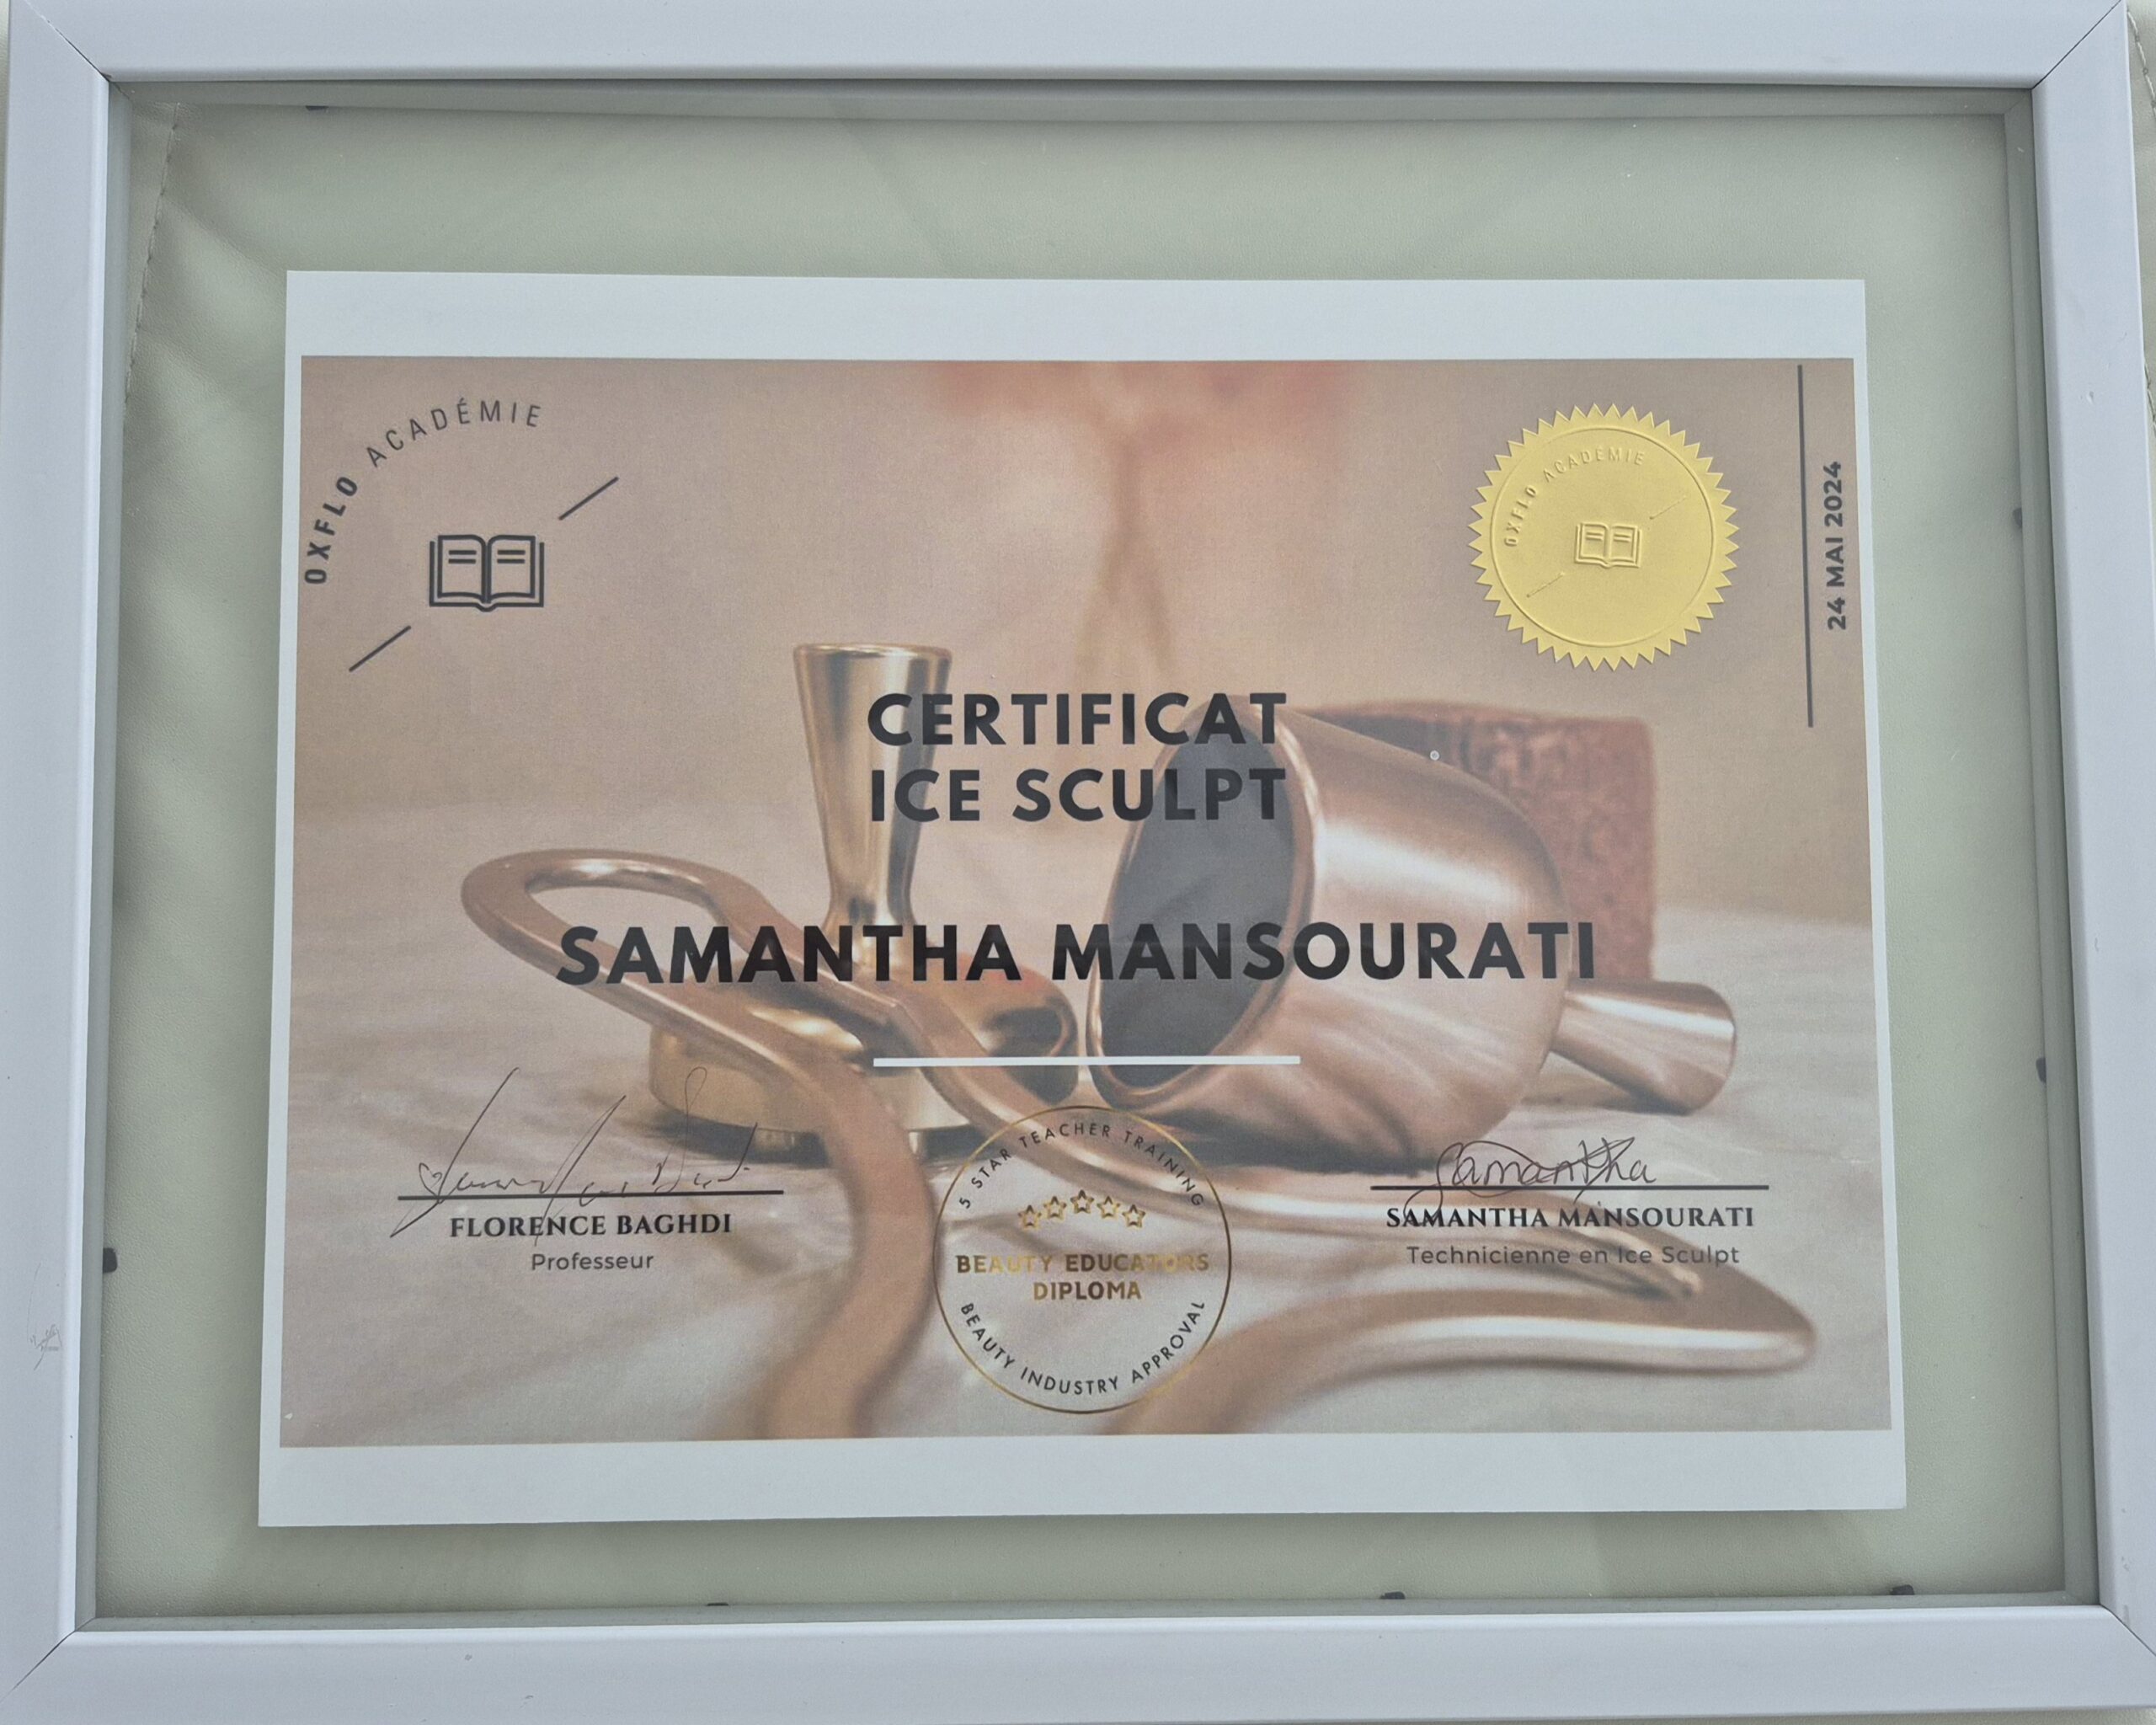 OXFLO ACADÉMIE
OXFLO ACADÉMIE
24 MAI 2024
CERTIFICAT
ICE SCULPT
SAMANTHA MANSOURATI
FLORENCE BAGHDI
Professeur
5 STAR TEACHER TRAINING
BEAUTY EDUCATORS
DIPLOMA
BEAUTY INDUSTRY APPROVAL
Samantha
SAMANTHA MANSOURATI
Technicienne en Ice Sculpt